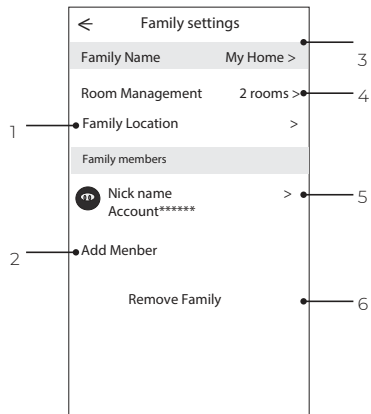 Family settings
Family Name My Home >
3
Room Management 2 rooms >
4
1
Family Location >
Family members
Nick name >
5
Account******
2
Add Menber
Remove Family
6